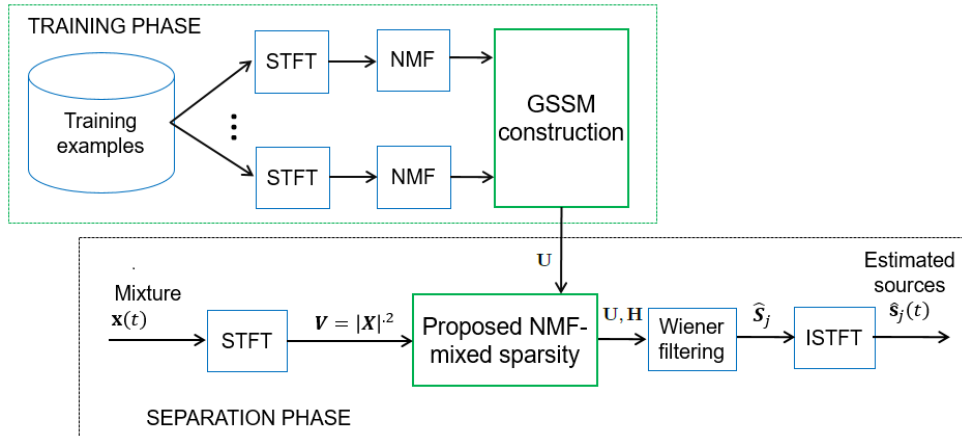 TRAINING PHASE
Training
examples
STFT
NMF
⋮
STFT
NMF
GSSM
construction
U
Mixture
x(t)
STFT
V = |X|·²
Proposed NMF-
mixed sparsity
U, H
Wiener
filtering
Ŝⱼ
ISTFT
Estimated
sources
ŝⱼ(t)
SEPARATION PHASE